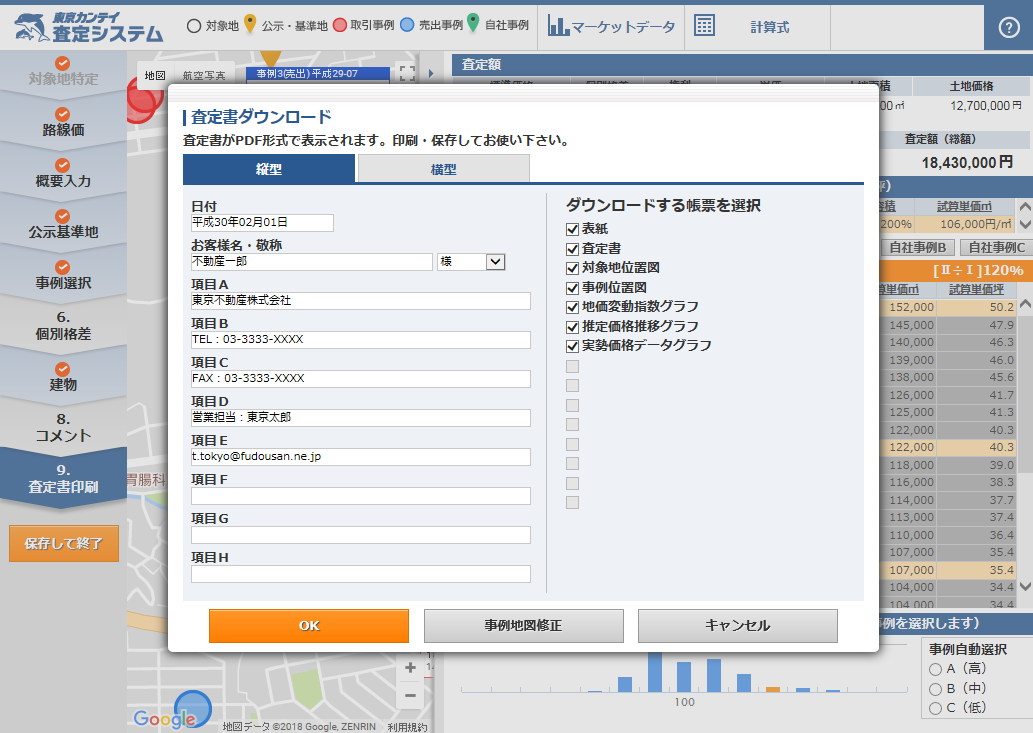 東京カンテイ
査定システム
対象地 公示・基準地 取引事例 売出事例 自社事例
マーケットデータ
計算式
?
対象地特定
路線価
概要入力
公示基準地
事例選択
6.
個別格差
建物
8.
コメント
9.
査定書印刷
保存して終了
地図 航空写真
事例3(売出) 平成29-07
査定額
土地価格
00㎡ 12,700,000円
査定額（総額）
18,430,000円
試算単価㎡
200% 106,000円/㎡
自社事例B 自社事例C
[Ⅱ÷Ⅰ]120%
算単価㎡ 試算単価坪
152,000 50.2
145,000 47.9
140,000 46.3
139,000 46.0
138,000 45.6
126,000 41.7
125,000 41.3
122,000 40.3
122,000 40.3
118,000 39.0
116,000 38.3
114,000 37.7
113,000 37.4
110,000 36.4
107,000 35.4
107,000 35.4
104,000 34.4
104,000 34.4
例を選択します）
事例自動選択
A（高）
B（中）
C（低）
100
胃腸科
Google
地図データ ©2018 Google, ZENRIN 利用規約
査定書ダウンロード
査定書がPDF形式で表示されます。印刷・保存してお使い下さい。
縦型 横型
日付
平成30年02月01日
お客様名・敬称
不動産一郎 様
項目A
東京不動産株式会社
項目B
TEL：03-3333-XXXX
項目C
FAX：03-3333-XXXX
項目D
営業担当：東京太郎
項目E
t.tokyo@fudousan.ne.jp
項目F
項目G
項目H
ダウンロードする帳票を選択
表紙
査定書
対象地位置図
事例位置図
地価変動指数グラフ
推定価格推移グラフ
実勢価格データグラフ
OK 事例地図修正 キャンセル